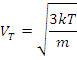 V_T = √(3kT/m)